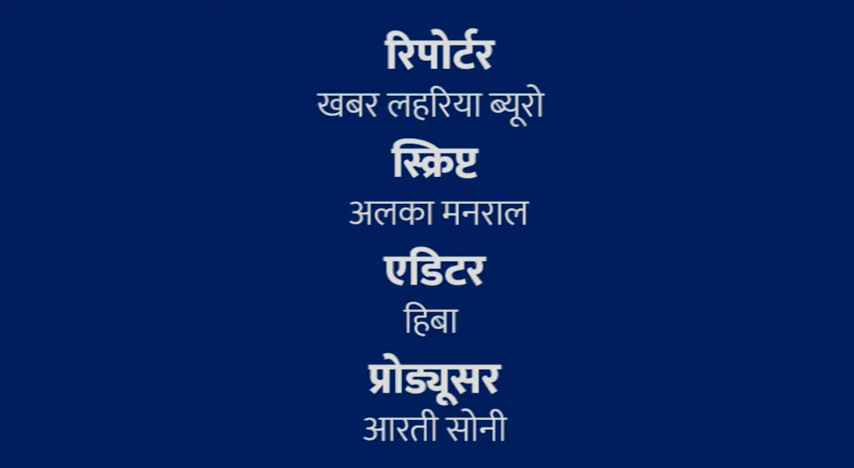 रिपोर्टर
खबर लहरिया ब्यूरो
स्क्रिप्ट
अलका मनराल
एडिटर
हिबा
प्रोड्यूसर
आरती सोनी